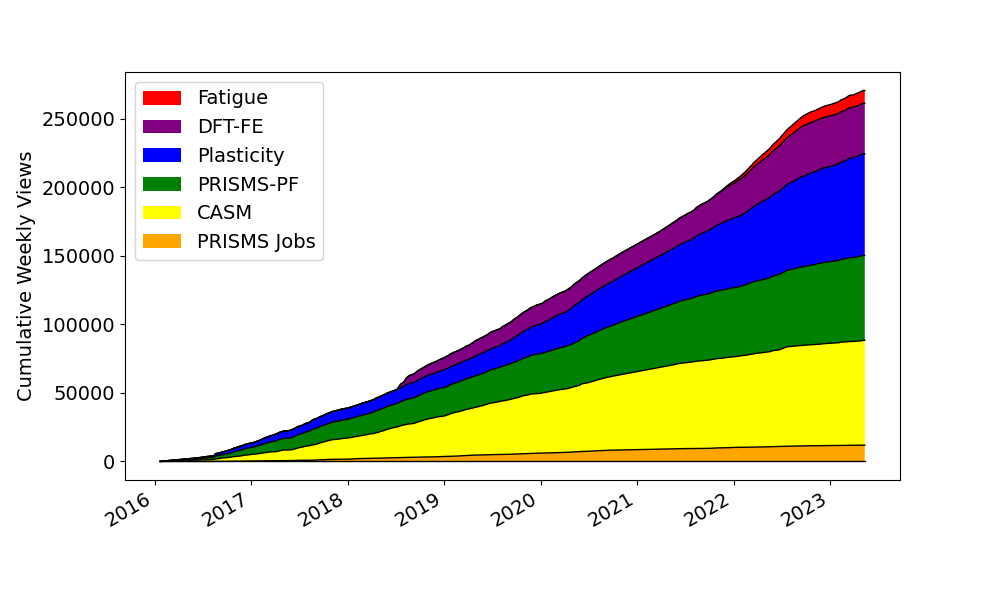 Fatigue
DFT-FE
Plasticity
PRISMS-PF
CASM
PRISMS Jobs
Cumulative Weekly Views
250000
200000
150000
100000
50000
0
2016
2017
2018
2019
2020
2021
2022
2023